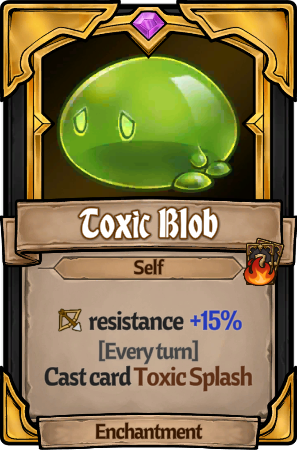 Toxic Blob
Self
resistance +15%
[Every turn]
Cast card Toxic Splash
Enchantment